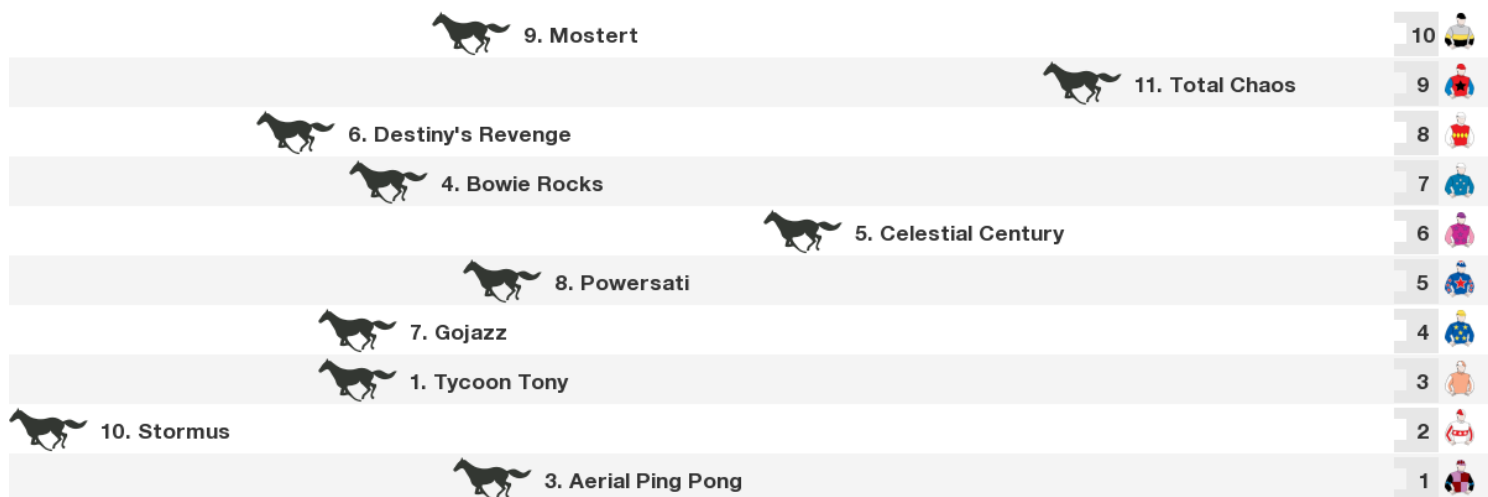 9. Mostert 10
11. Total Chaos 9
6. Destiny's Revenge 8
4. Bowie Rocks 7
5. Celestial Century 6
8. Powersati 5
7. Gojazz 4
1. Tycoon Tony 3
10. Stormus 2
3. Aerial Ping Pong 1